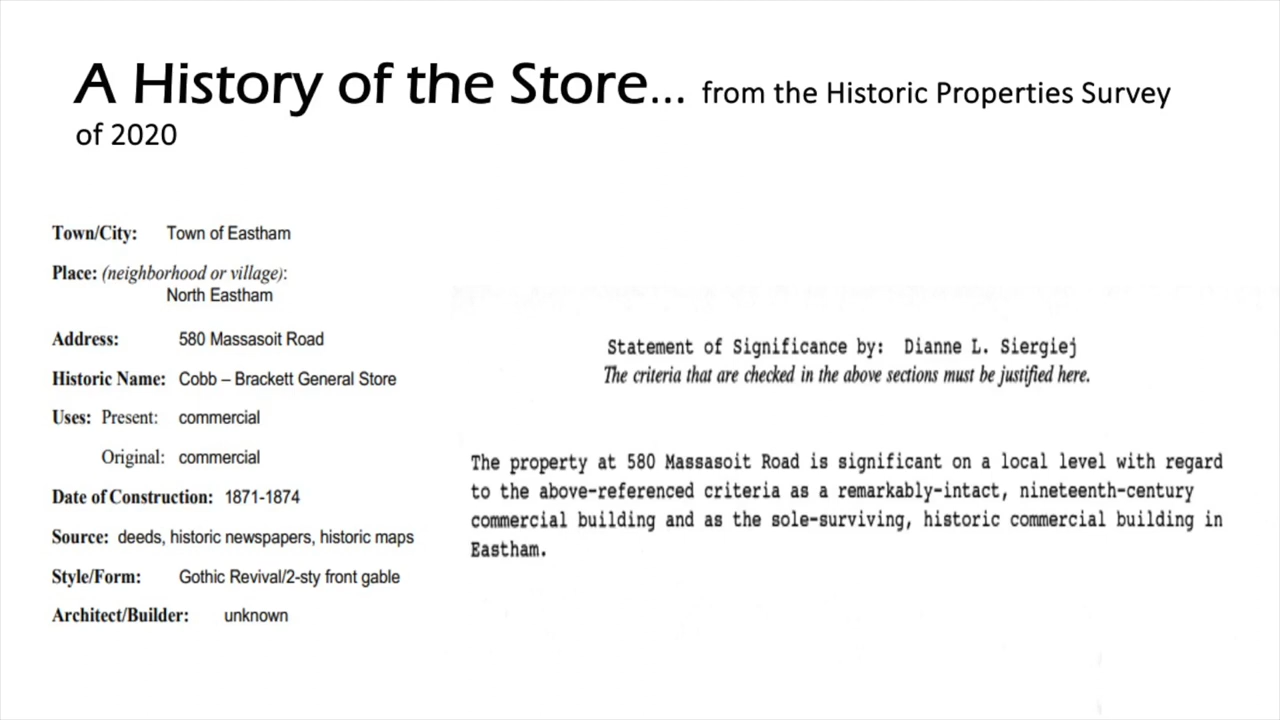 A History of the Store... from the Historic Properties Survey
of 2020
Town/City: Town of Eastham
Place: (neighborhood or village):
North Eastham
Address: 580 Massasoit Road
Historic Name: Cobb – Brackett General Store
Uses: Present: commercial
Original: commercial
Date of Construction: 1871-1874
Source: deeds, historic newspapers, historic maps
Style/Form: Gothic Revival/2-sty front gable
Architect/Builder: unknown
Statement of Significance by: Dianne L. Siergiej
The criteria that are checked in the above sections must be justified here.
The property at 580 Massasoit Road is significant on a local level with regard
to the above-referenced criteria as a remarkably-intact, nineteenth-century
commercial building and as the sole-surviving, historic commercial building in
Eastham.